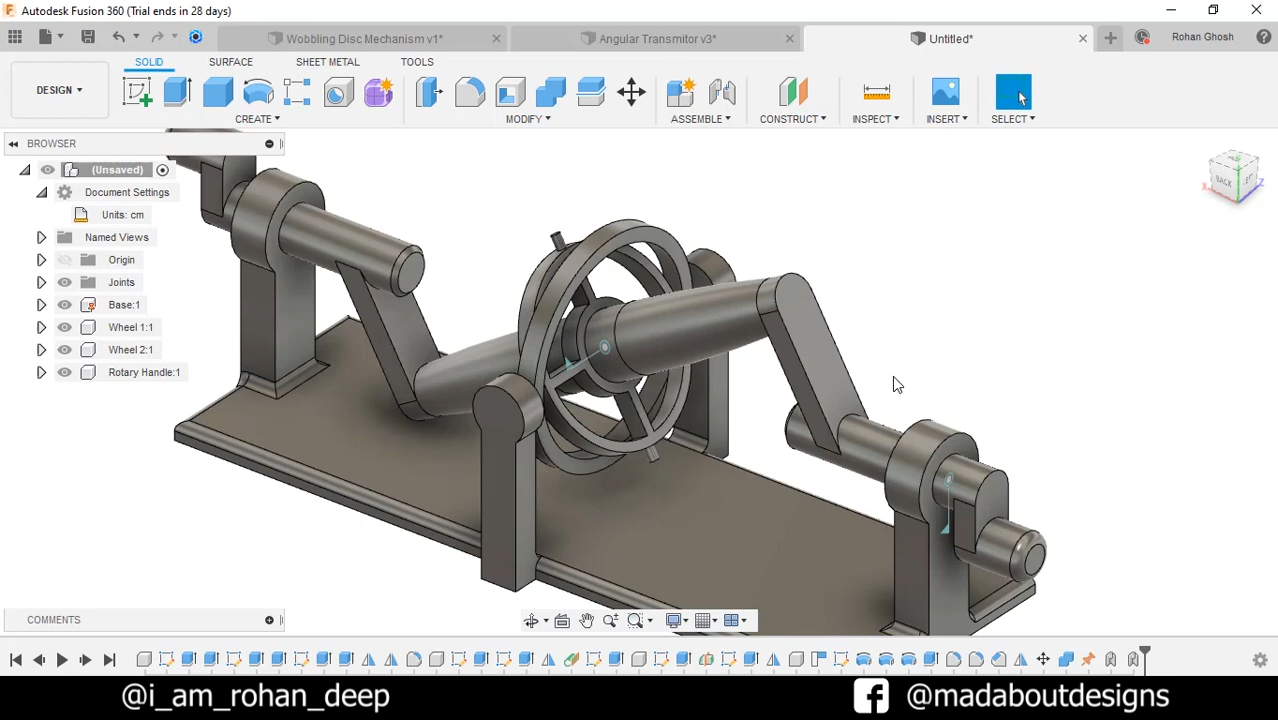 Autodesk Fusion 360 (Trial ends in 28 days)
Wobbling Disc Mechanism v1*
Angular Transmitor v3*
Untitled*
Rohan Ghosh
SOLID
SURFACE
SHEET METAL
TOOLS
DESIGN
CREATE
MODIFY
ASSEMBLE
CONSTRUCT
INSPECT
INSERT
SELECT
BROWSER
(Unsaved)
Document Settings
Units: cm
Named Views
Origin
Joints
Base:1
Wheel 1:1
Wheel 2:1
Rotary Handle:1
BACK
X
Z
COMMENTS
@i_am_rohan_deep
@madaboutdesigns